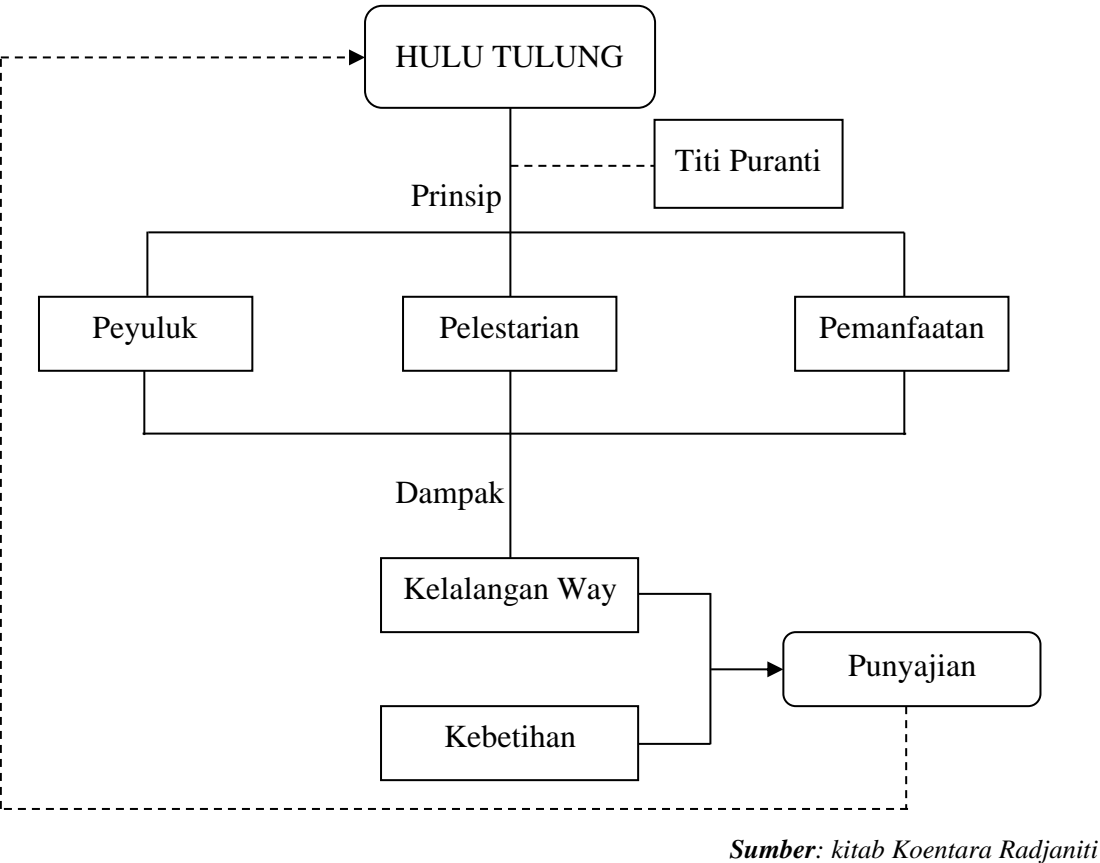 HULU TULUNG
Titi Puranti
Prinsip
Peyuluk
Pelestarian
Pemanfaatan
Dampak
Kelalangan Way
Punyajian
Kebetihan
Sumber: kitab Koentara Radjaniti